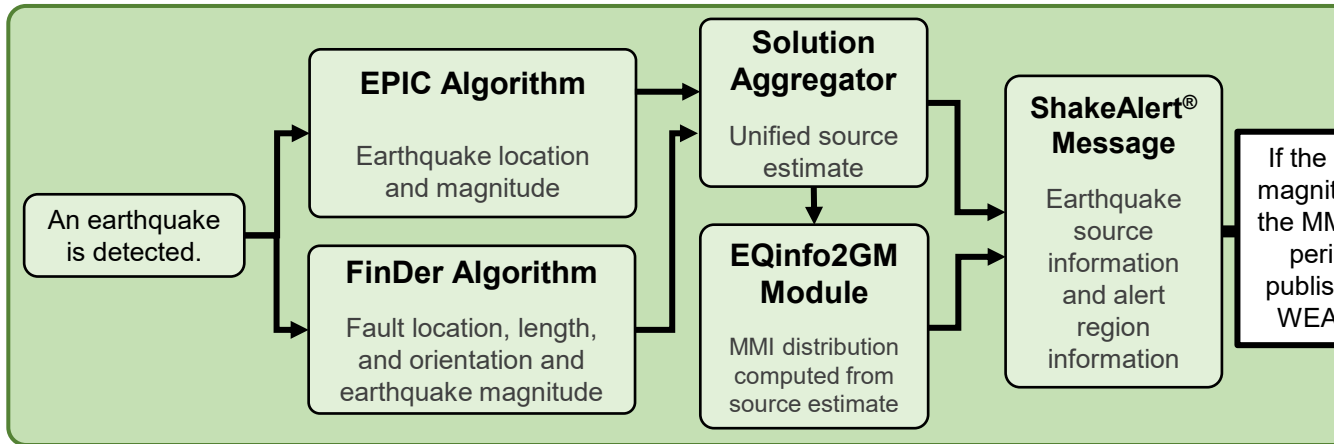 An earthquake
is detected.
EPIC Algorithm
Earthquake location
and magnitude
FinDer Algorithm
Fault location, length,
and orientation and
earthquake magnitude
Solution
Aggregator
Unified source
estimate
EQinfo2GM
Module
MMI distribution
computed from
source estimate
ShakeAlert®
Message
Earthquake
source
information
and alert
region
information
If the
magnit
the MM
peri
publis
WEA